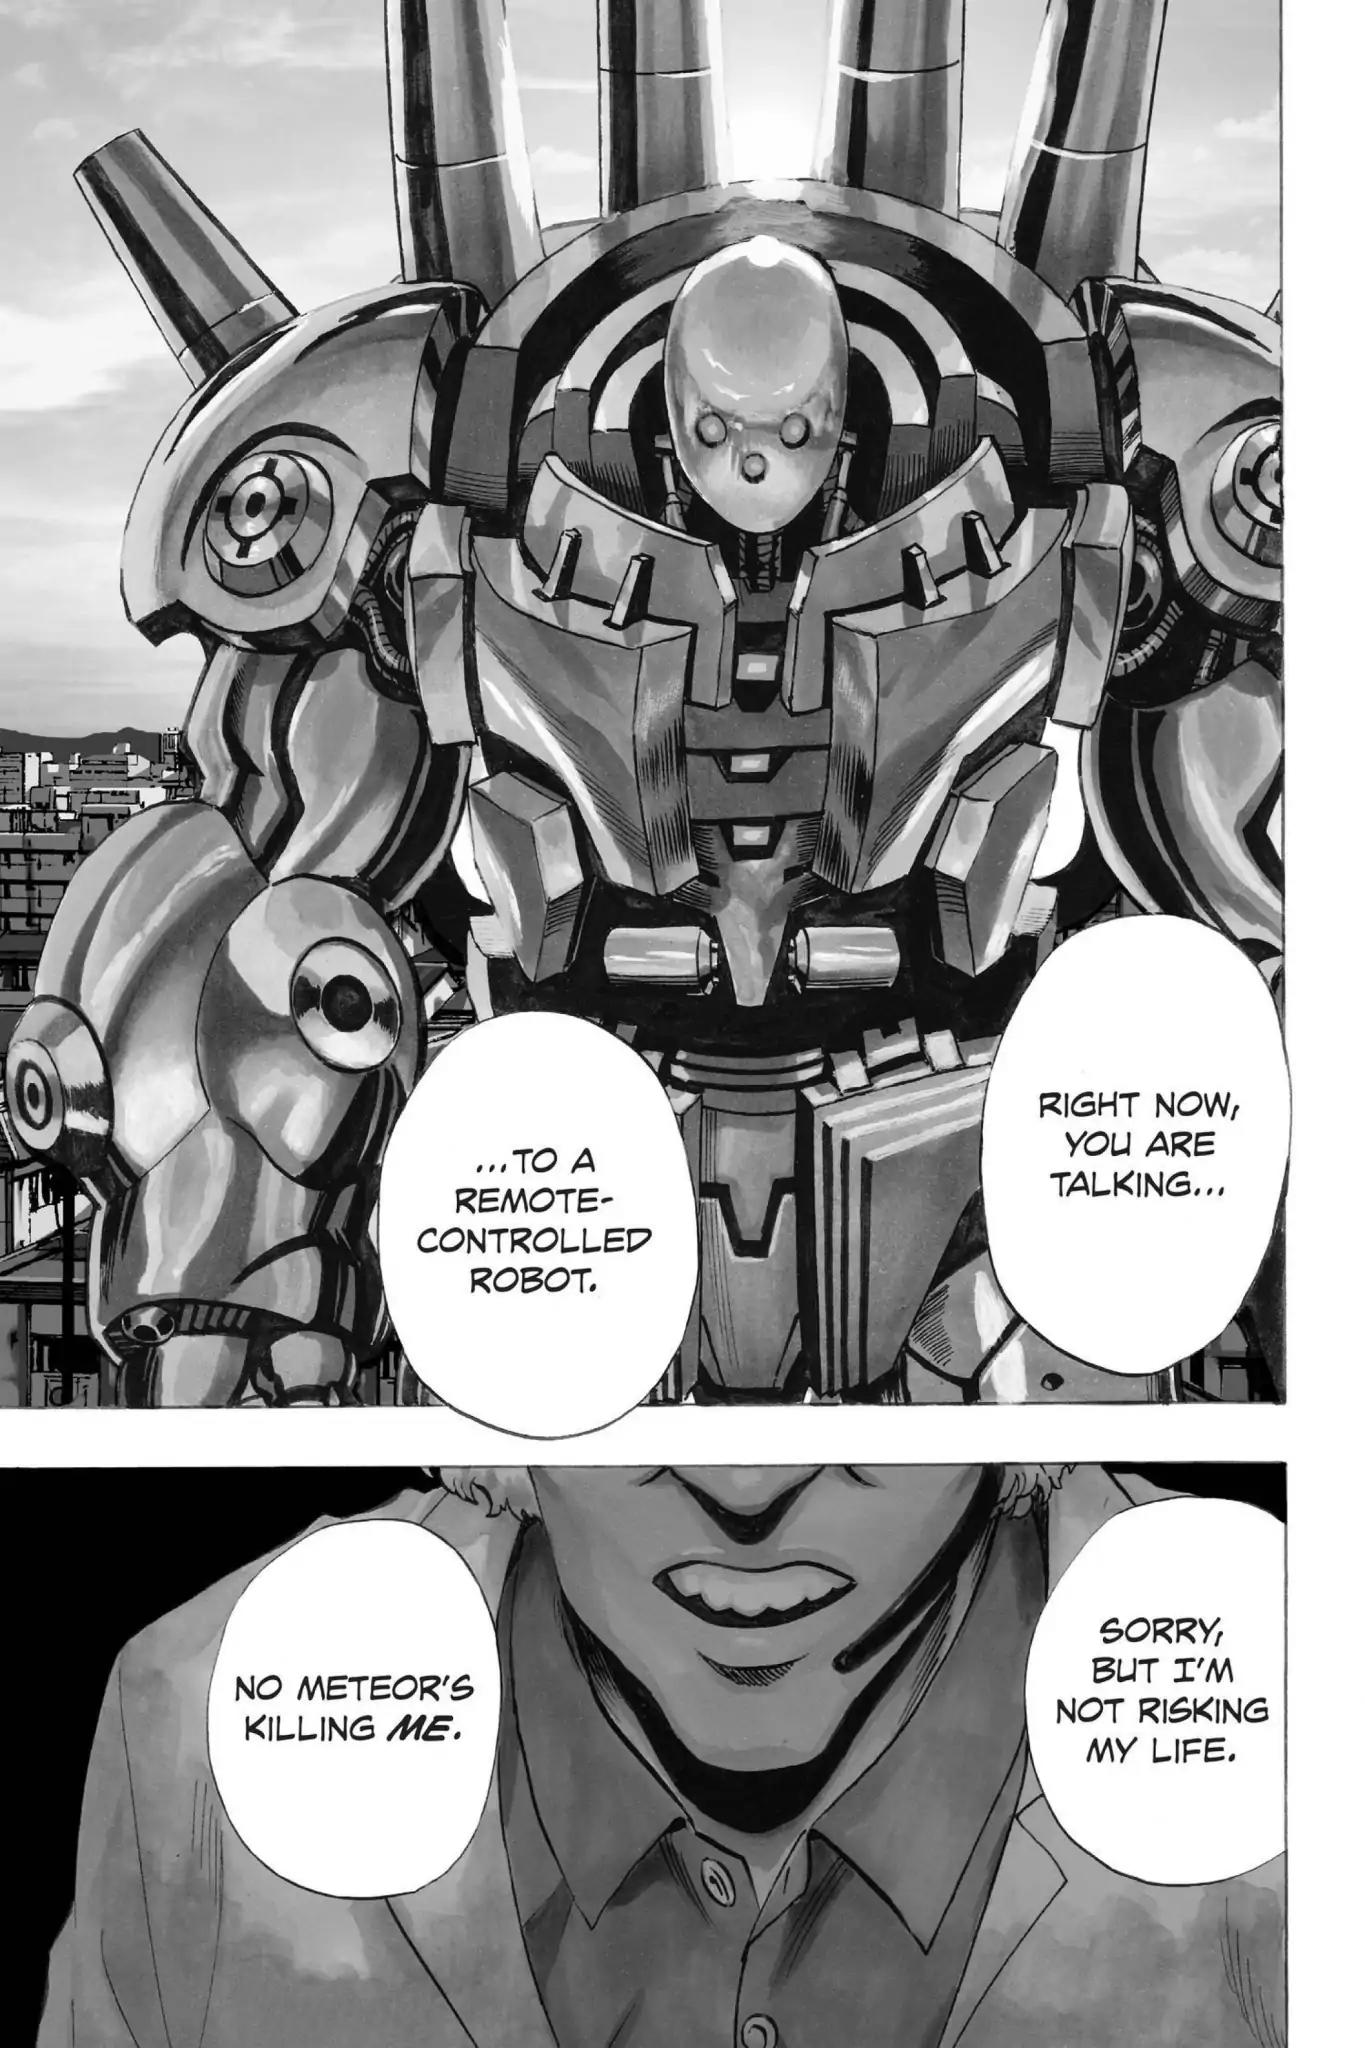 RIGHT NOW,
YOU ARE
TALKING...
...TO A
REMOTE-
CONTROLLED
ROBOT.
SORRY,
BUT I'M
NOT RISKING
MY LIFE.
NO METEOR'S
KILLING ME.